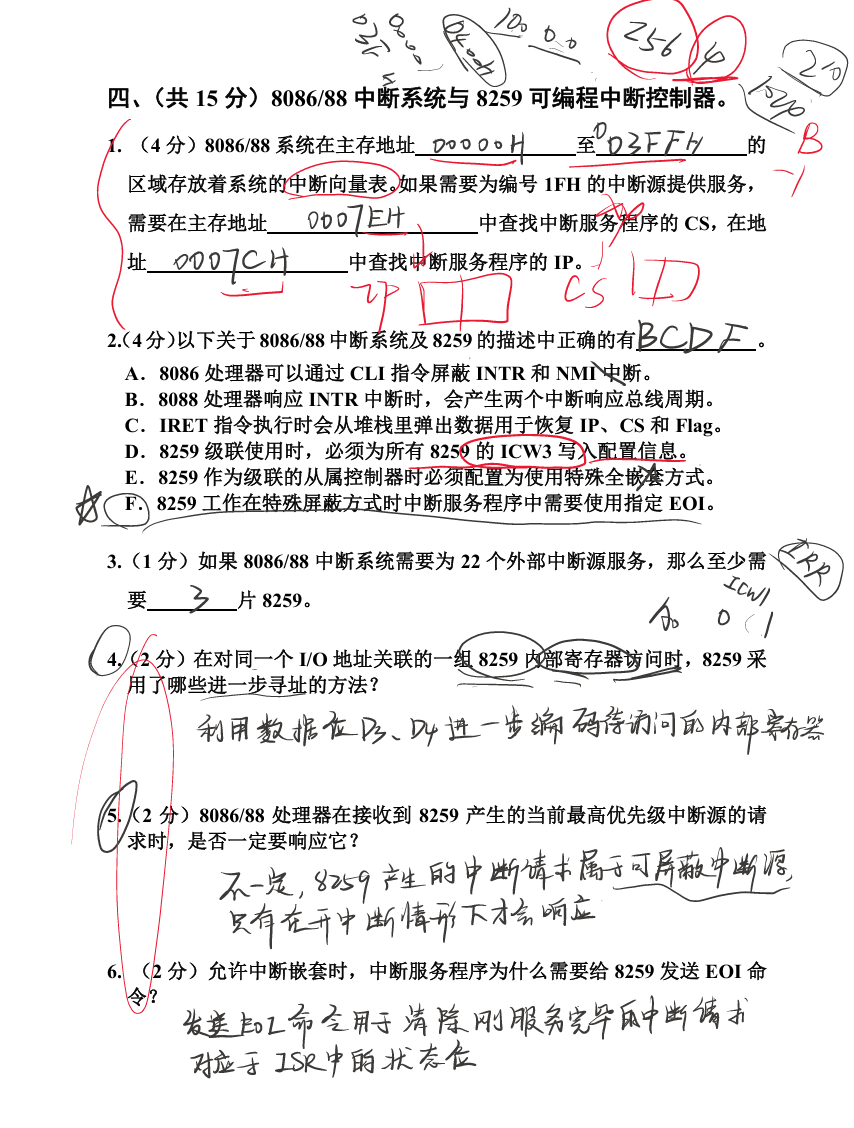 0000
100 0 0
0400H
256
4
2^10
四、（共 15 分）8086/88 中断系统与 8259 可编程中断控制器。
1. （4 分）8086/88 系统在主存地址 00000H 至 003FFH 的
B
区域存放着系统的中断向量表。如果需要为编号 1FH 的中断源提供服务，
-1
需要在主存地址 0007EH 中查找中断服务程序的 CS，在地
址 0007CH 中查找中断服务程序的 IP。
IP
CS
2.（4 分）以下关于 8086/88 中断系统及 8259 的描述中正确的有 BCDF 。
A．8086 处理器可以通过 CLI 指令屏蔽 INTR 和 NMI 中断。
B．8088 处理器响应 INTR 中断时，会产生两个中断响应总线周期。
C．IRET 指令执行时会从堆栈里弹出数据用于恢复 IP、CS 和 Flag。
D．8259 级联使用时，必须为所有 8259 的 ICW3 写入配置信息。
E．8259 作为级联的从属控制器时必须配置为使用特殊全嵌套方式。
F．8259 工作在特殊屏蔽方式时中断服务程序中需要使用指定 EOI。
3.（1 分）如果 8086/88 中断系统需要为 22 个外部中断源服务，那么至少需
IRR
要 3 片 8259。
ICW1
A0 0 1
4.（2 分）在对同一个 I/O 地址关联的一组 8259 内部寄存器访问时，8259 采
用了哪些进一步寻址的方法？
利用数据位D3、D4进一步编码待访问的内部寄存器
5.（2 分）8086/88 处理器在接收到 8259 产生的当前最高优先级中断源的请
求时，是否一定要响应它？
不一定，8259产生的中断请求属于可屏蔽中断源，
只有在开中断情形下才会响应
6. （2 分）允许中断嵌套时，中断服务程序为什么需要给 8259 发送 EOI 命
令？
发送EOI命令用于清除刚服务完毕的中断请求
对应于ISR中的状态位